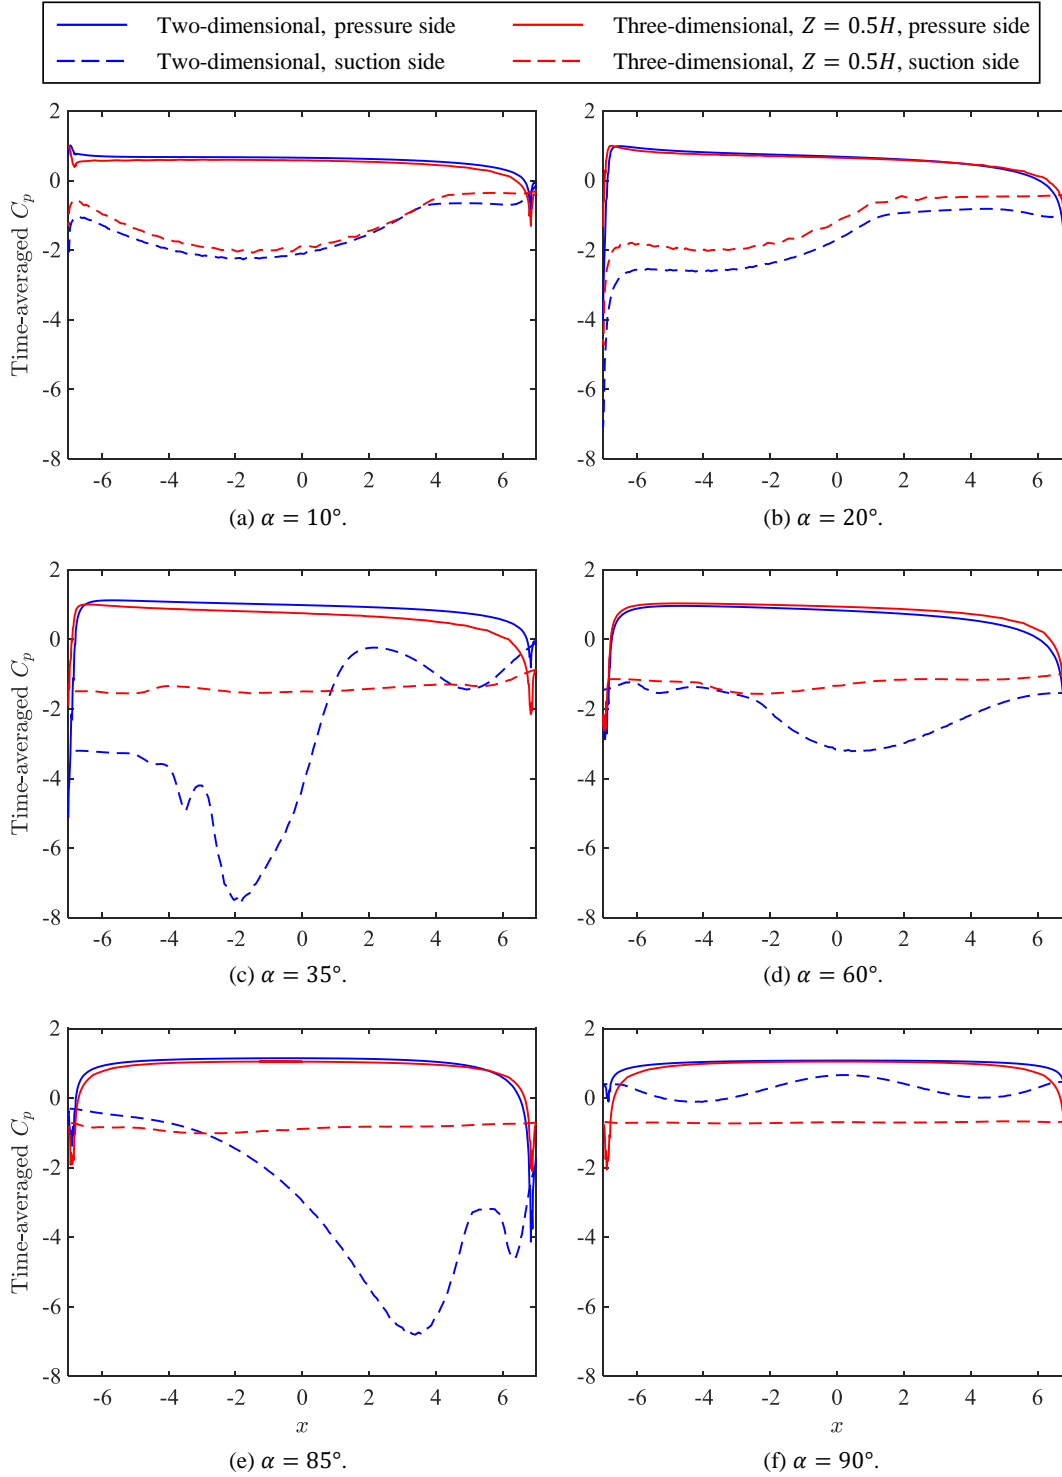 Two-dimensional, pressure side
Three-dimensional, Z = 0.5H, pressure side
Two-dimensional, suction side
Three-dimensional, Z = 0.5H, suction side
Time-averaged C_p
2
0
-2
-4
-6
-8
-6 -4 -2 0 2 4 6
(a) α = 10°.
2
0
-2
-4
-6
-8
-6 -4 -2 0 2 4 6
(b) α = 20°.
Time-averaged C_p
2
0
-2
-4
-6
-8
-6 -4 -2 0 2 4 6
(c) α = 35°.
2
0
-2
-4
-6
-8
-6 -4 -2 0 2 4 6
(d) α = 60°.
Time-averaged C_p
2
0
-2
-4
-6
-8
-6 -4 -2 0 2 4 6
x
(e) α = 85°.
2
0
-2
-4
-6
-8
-6 -4 -2 0 2 4 6
x
(f) α = 90°.